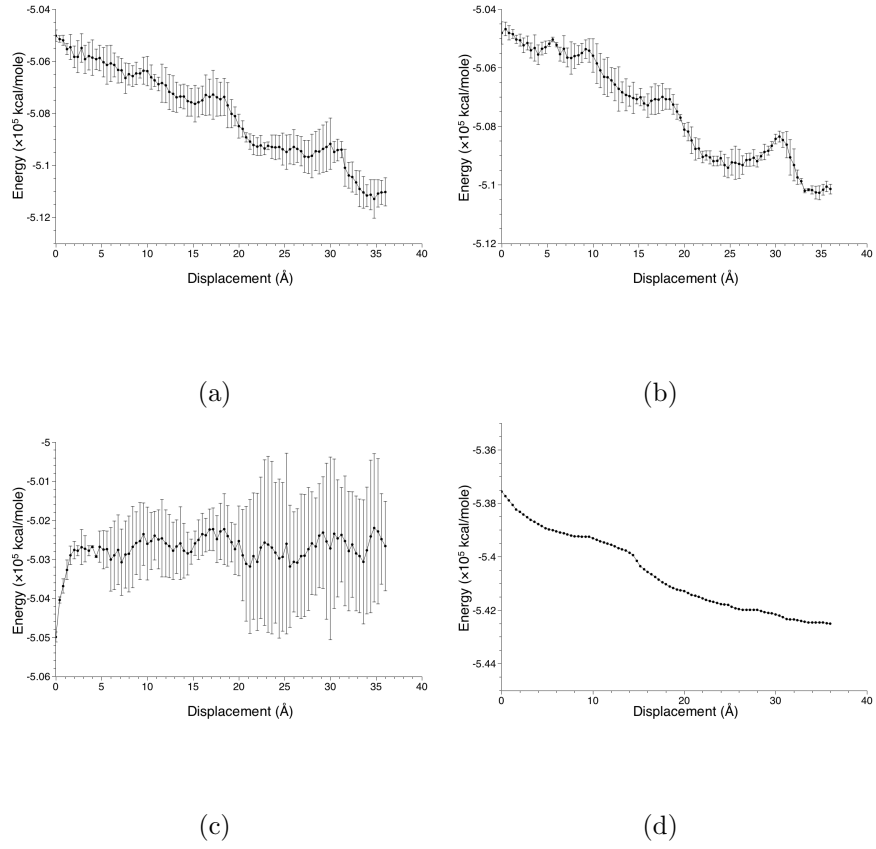 -5.04
-5.06
-5.08
-5.1
-5.12
0 5 10 15 20 25 30 35 40
Energy (×10⁵ kcal/mole)
Displacement (Å)
(a)
-5.04
-5.06
-5.08
-5.1
-5.12
0 5 10 15 20 25 30 35 40
Energy (×10⁵ kcal/mole)
Displacement (Å)
(b)
-5
-5.01
-5.02
-5.03
-5.04
-5.05
-5.06
0 5 10 15 20 25 30 35 40
Energy (×10⁵ kcal/mole)
Displacement (Å)
(c)
-5.36
-5.38
-5.4
-5.42
-5.44
0 10 20 30 40
Energy (×10⁵ kcal/mole)
Displacement (Å)
(d)